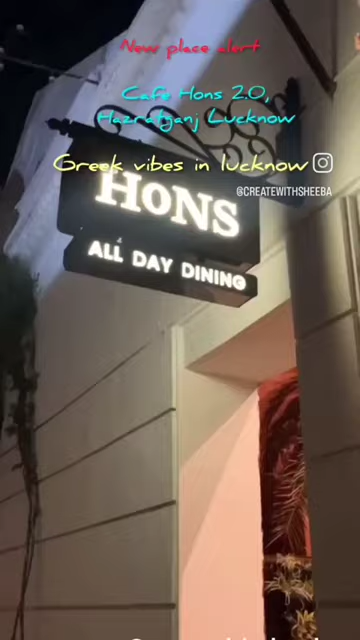 New place alert
Cafe Hons 2.0,
Hazratganj Lucknow
Greek vibes in lucknow
@CREATEWITHSHEEBA
HONS
ALL DAY DINING